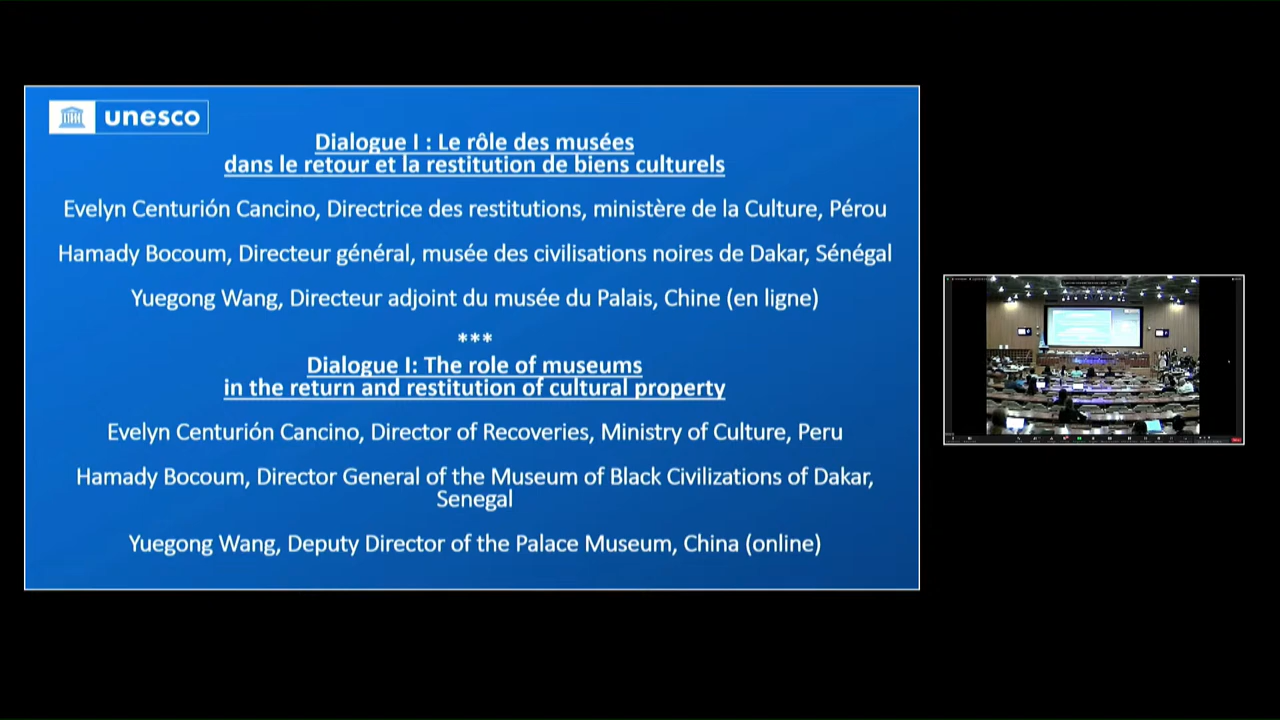 unesco
Dialogue I : Le rôle des musées
dans le retour et la restitution de biens culturels
Evelyn Centurión Cancino, Directrice des restitutions, ministère de la Culture, Pérou
Hamady Bocoum, Directeur général, musée des civilisations noires de Dakar, Sénégal
Yuegong Wang, Directeur adjoint du musée du Palais, Chine (en ligne)
***
Dialogue I: The role of museums
in the return and restitution of cultural property
Evelyn Centurión Cancino, Director of Recoveries, Ministry of Culture, Peru
Hamady Bocoum, Director General of the Museum of Black Civilizations of Dakar,
Senegal
Yuegong Wang, Deputy Director of the Palace Museum, China (online)